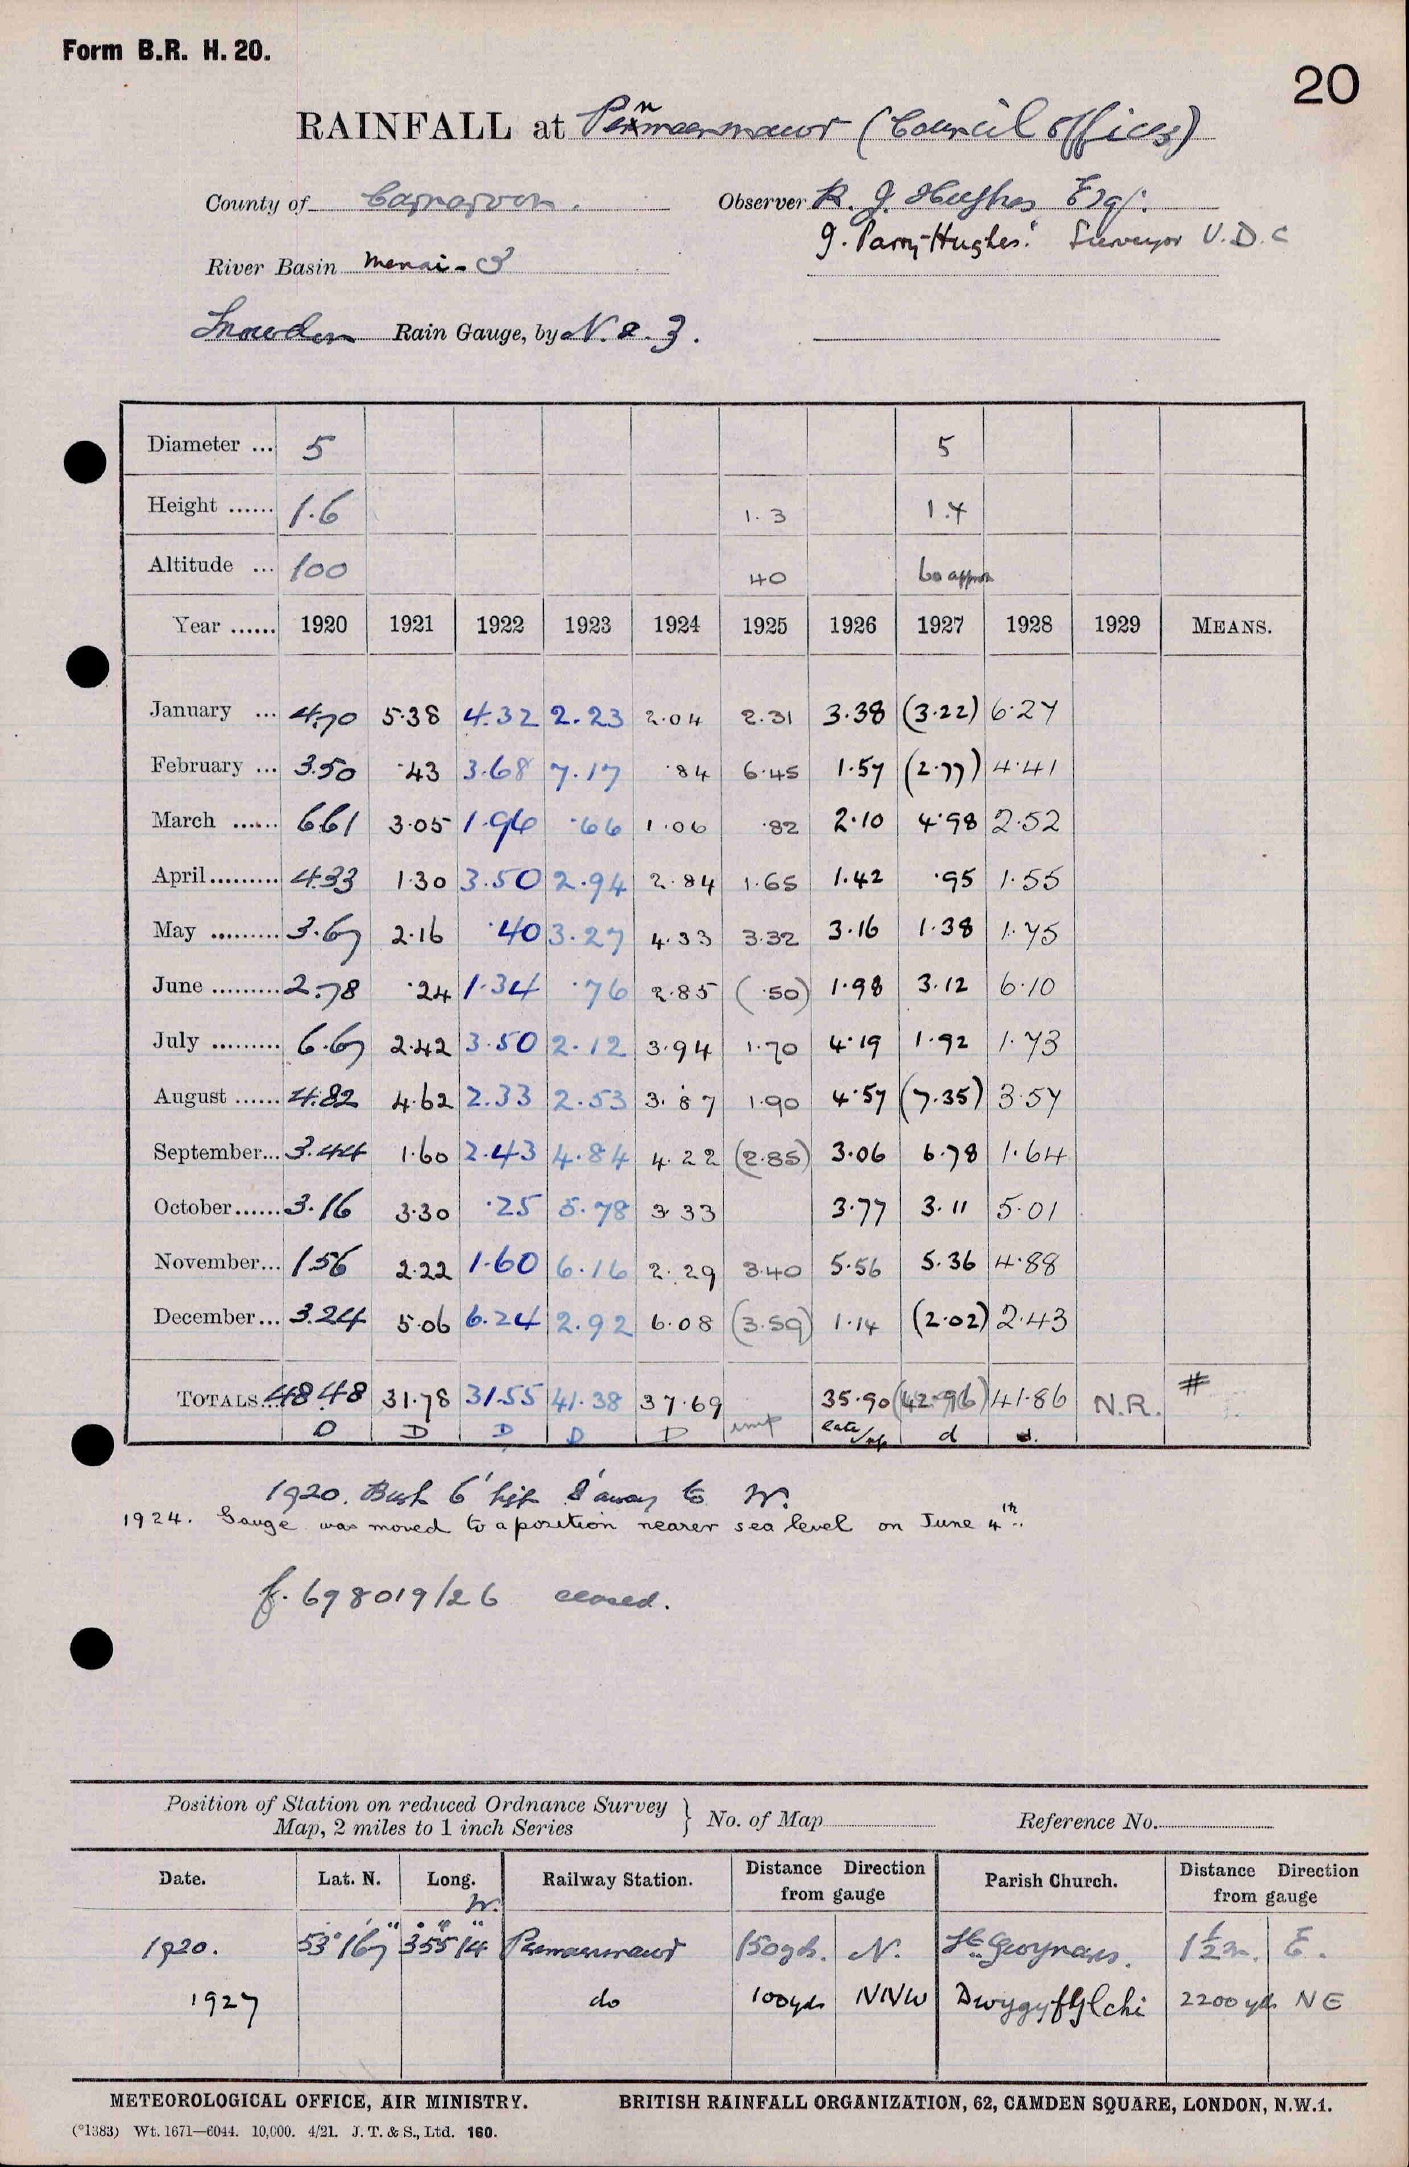 Form B.R. H. 20.
20
RAINFALL at Penmaenmawr (Council offices)
County of Carnarvon. Observer R. J. Hughes Esq.
J. Parry-Hughes. Surveyor U.D.C
River Basin Menai - 3
Snowdon Rain Gauge, by N. & Z.
Diameter ... 5 5
Height ...... 1.6 1.3 1.4
Altitude ... 100 40 60 approx
Year ...... 1920 1921 1922 1923 1924 1925 1926 1927 1928 1929 MEANS.
January ... 4.70 5.38 4.32 2.23 2.04 2.31 3.38 (3.22) 6.27
February ... 3.50 .43 3.68 7.17 .84 6.45 1.57 (2.77) 4.41
March ...... 6.61 3.05 1.96 .66 1.06 .82 2.10 4.98 2.52
April......... 4.33 1.30 3.50 2.94 2.84 1.65 1.42 .95 1.55
May ......... 3.67 2.16 .40 3.27 4.33 3.32 3.16 1.38 1.75
June ......... 2.78 .24 1.34 .76 2.85 (.50) 1.98 3.12 6.10
July ......... 6.67 2.42 3.50 2.12 3.94 1.70 4.19 1.92 1.73
August ...... 4.82 4.62 2.33 2.53 3.87 1.90 4.57 (7.35) 3.57
September... 3.44 1.60 2.43 4.84 4.22 (2.85) 3.06 6.78 1.64
October...... 3.16 3.30 .25 5.78 3.33 3.77 3.11 5.01
November... 1.56 2.22 1.60 6.16 2.29 3.40 5.56 5.36 4.88
December... 3.24 5.06 6.24 2.92 6.08 (3.59) 1.14 (2.02) 2.43
TOTALS... 48.48 31.78 31.55 41.38 37.69 35.90 (42.96) 41.86 N.R. #
D D D D D imp late d d.
1920. Bush 6' high 8' away to W.
1924. Gauge was moved to a position nearer sea level on June 4th.
f. 698019/26 closed.
Position of Station on reduced Ordnance Survey
Map, 2 miles to 1 inch Series } No. of Map Reference No.
Date. Lat. N. Long. W. Railway Station. Distance Direction from gauge Parish Church. Distance Direction from gauge
1920. 53° 16' 7" 3° 55' 14" Penmaenmawr 150 yds. N. St. Gwynans. 1½ m. E.
1927 do 100 yds NNW Dwygyfylchi 2200 yds NE
METEOROLOGICAL OFFICE, AIR MINISTRY. BRITISH RAINFALL ORGANIZATION, 62, CAMDEN SQUARE, LONDON, N.W.1.
(*1383) Wt. 1671—6044. 10,000. 4/21. J. T. & S., Ltd. 160.